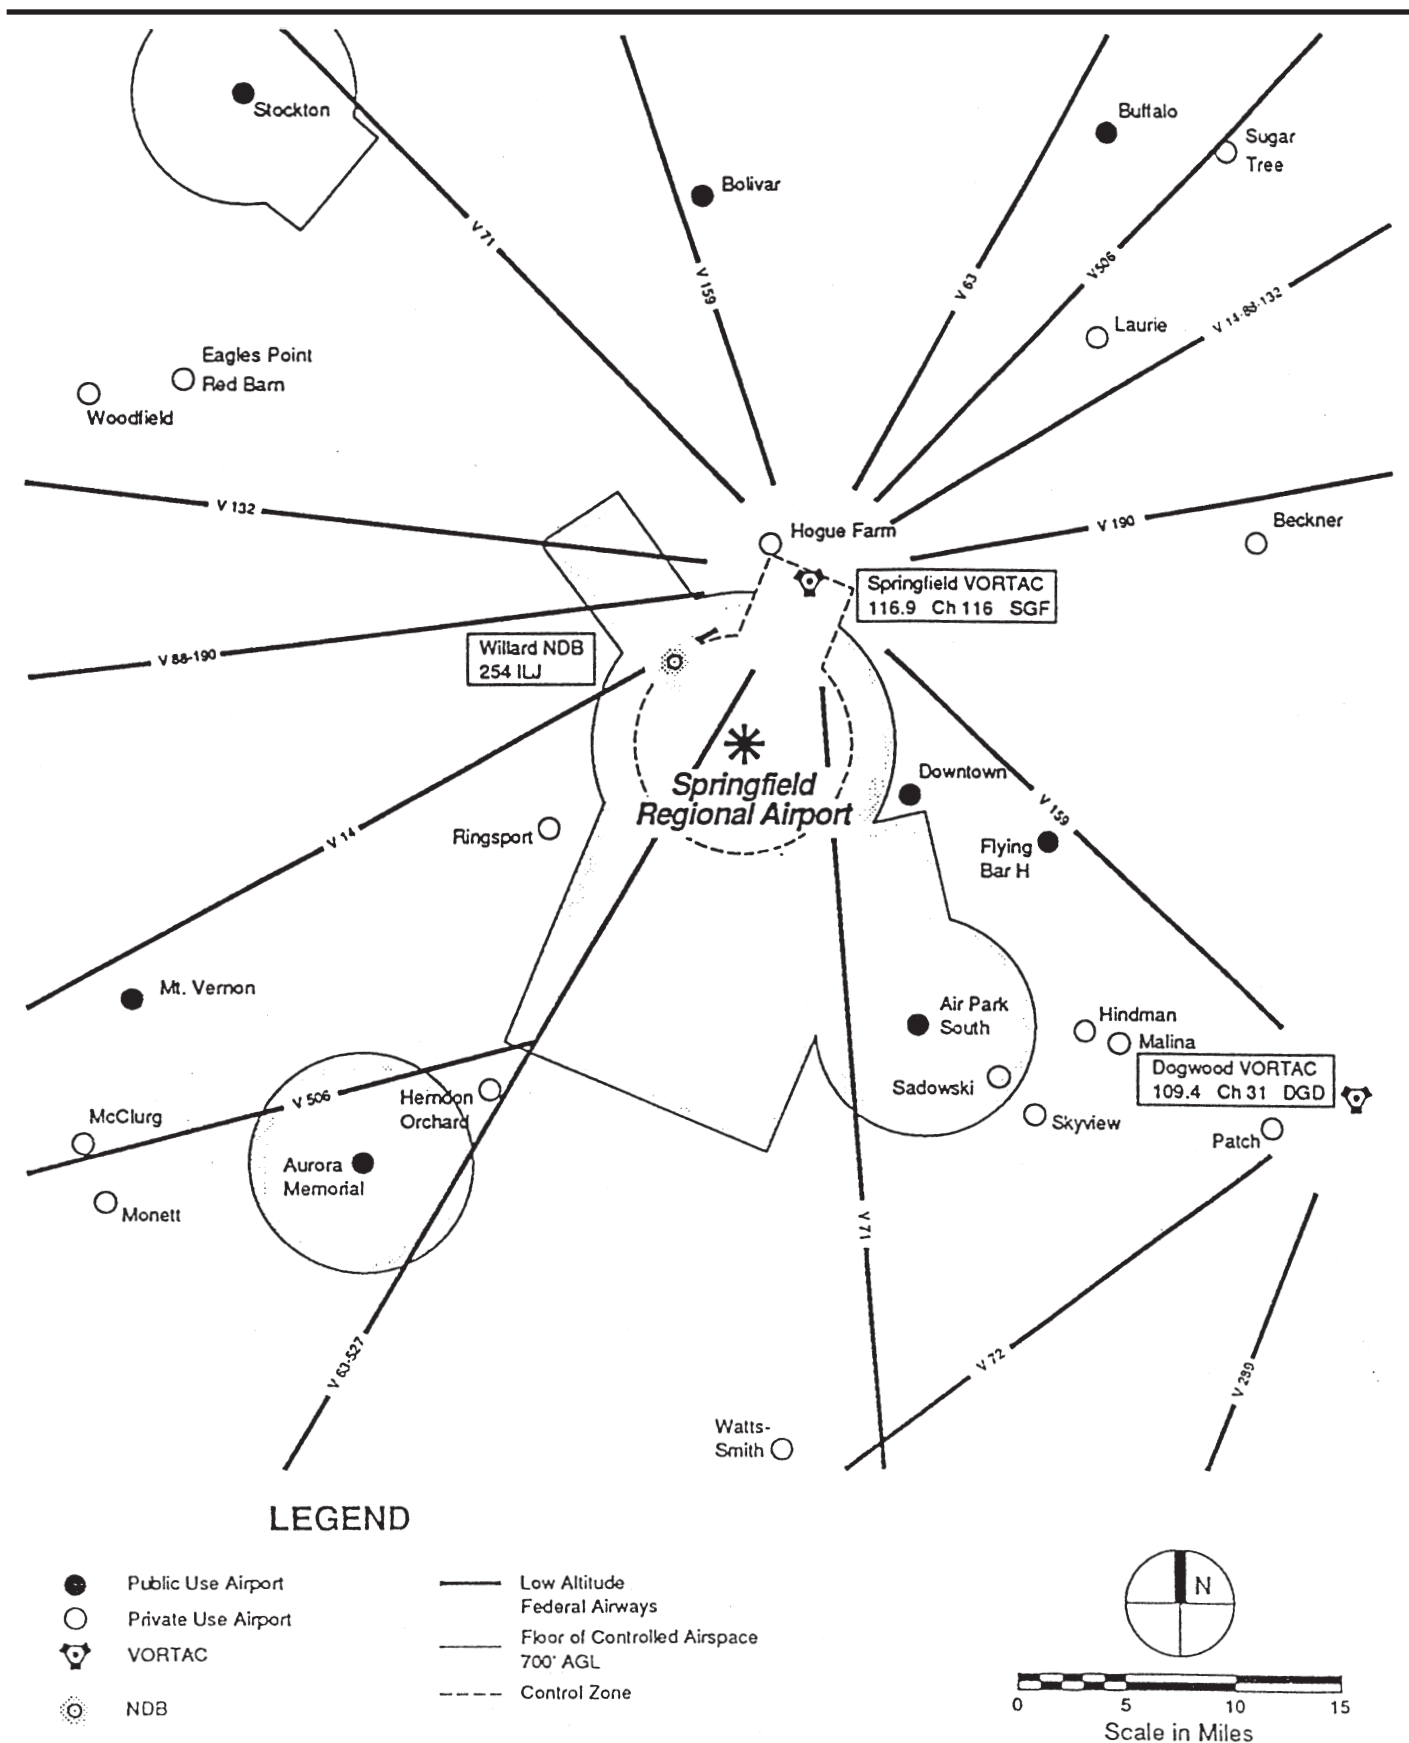 Stockton
Buffalo
Sugar
Tree
Bolivar
V 71
V 159
V 63
V506
V 14-88-132
Laurie
Eagles Point
Red Barn
Woodfield
V 132
Hogue Farm
V 190
Beckner
Springfield VORTAC
116.9 Ch 116 SGF
Willard NDB
254 ILJ
V 88-190
Springfield
Regional Airport
Downtown
V 159
Ringsport
V 14
Flying
Bar H
Mt. Vernon
Air Park
South
Hindman
Malina
Dogwood VORTAC
109.4 Ch 31 DGD
Sadowski
Skyview
Patch
V 506
Herndon
Orchard
McClurg
Aurora
Memorial
Monett
V 71
V 63-527
V 72
V 289
Watts-
Smith
LEGEND
Public Use Airport
Private Use Airport
VORTAC
NDB
Low Altitude
Federal Airways
Floor of Controlled Airspace
700' AGL
Control Zone
N
0 5 10 15
Scale in Miles